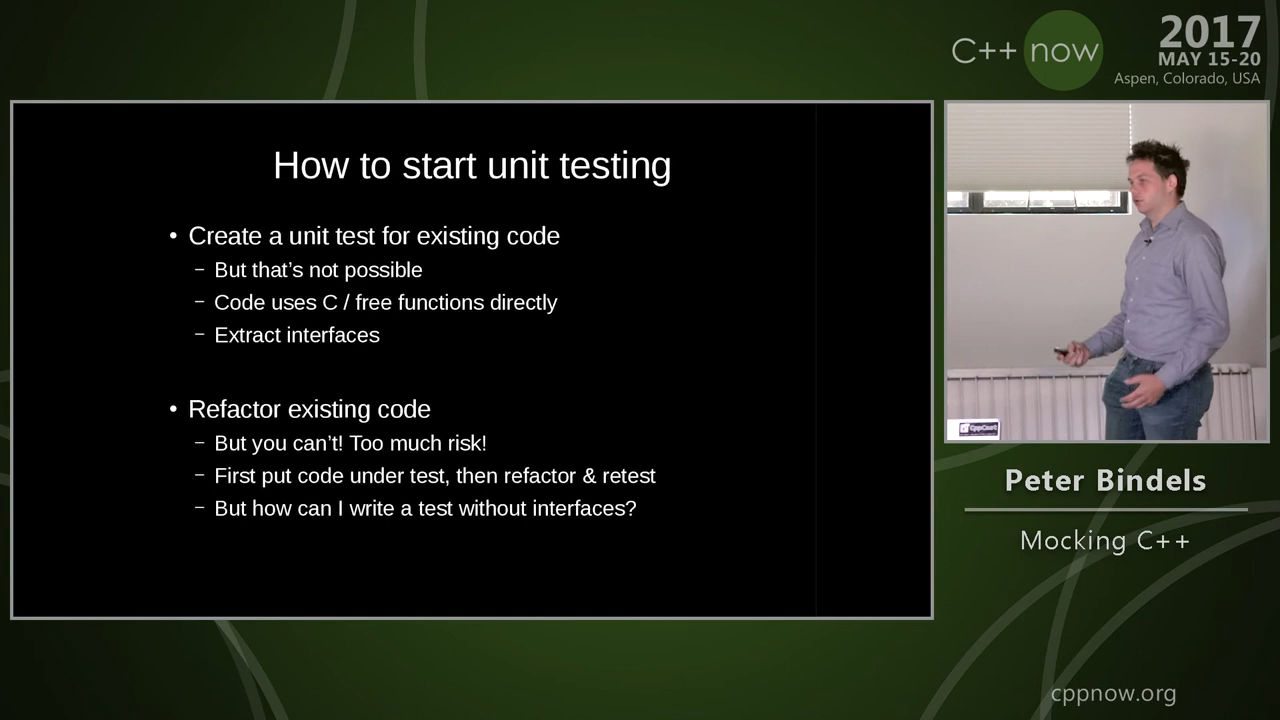 C++ now
2017
MAY 15-20
Aspen, Colorado, USA
How to start unit testing
• Create a unit test for existing code
– But that’s not possible
– Code uses C / free functions directly
– Extract interfaces
• Refactor existing code
– But you can’t! Too much risk!
– First put code under test, then refactor & retest
– But how can I write a test without interfaces?
CppCast
Peter Bindels
Mocking C++
cppnow.org